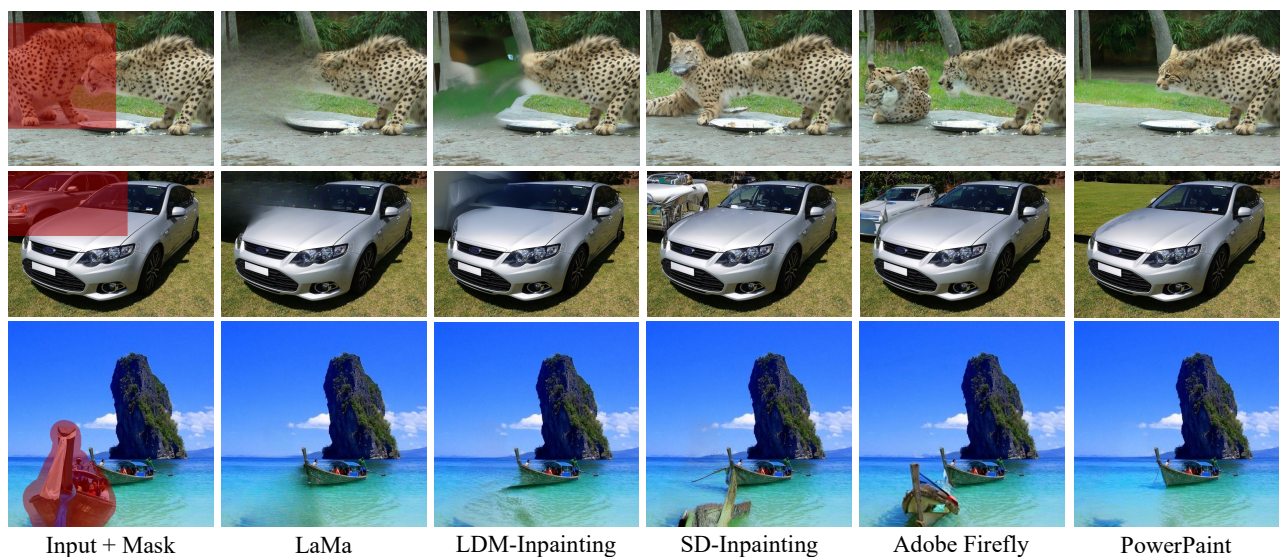 Input + Mask
LaMa
LDM-Inpainting
SD-Inpainting
Adobe Firefly
PowerPaint